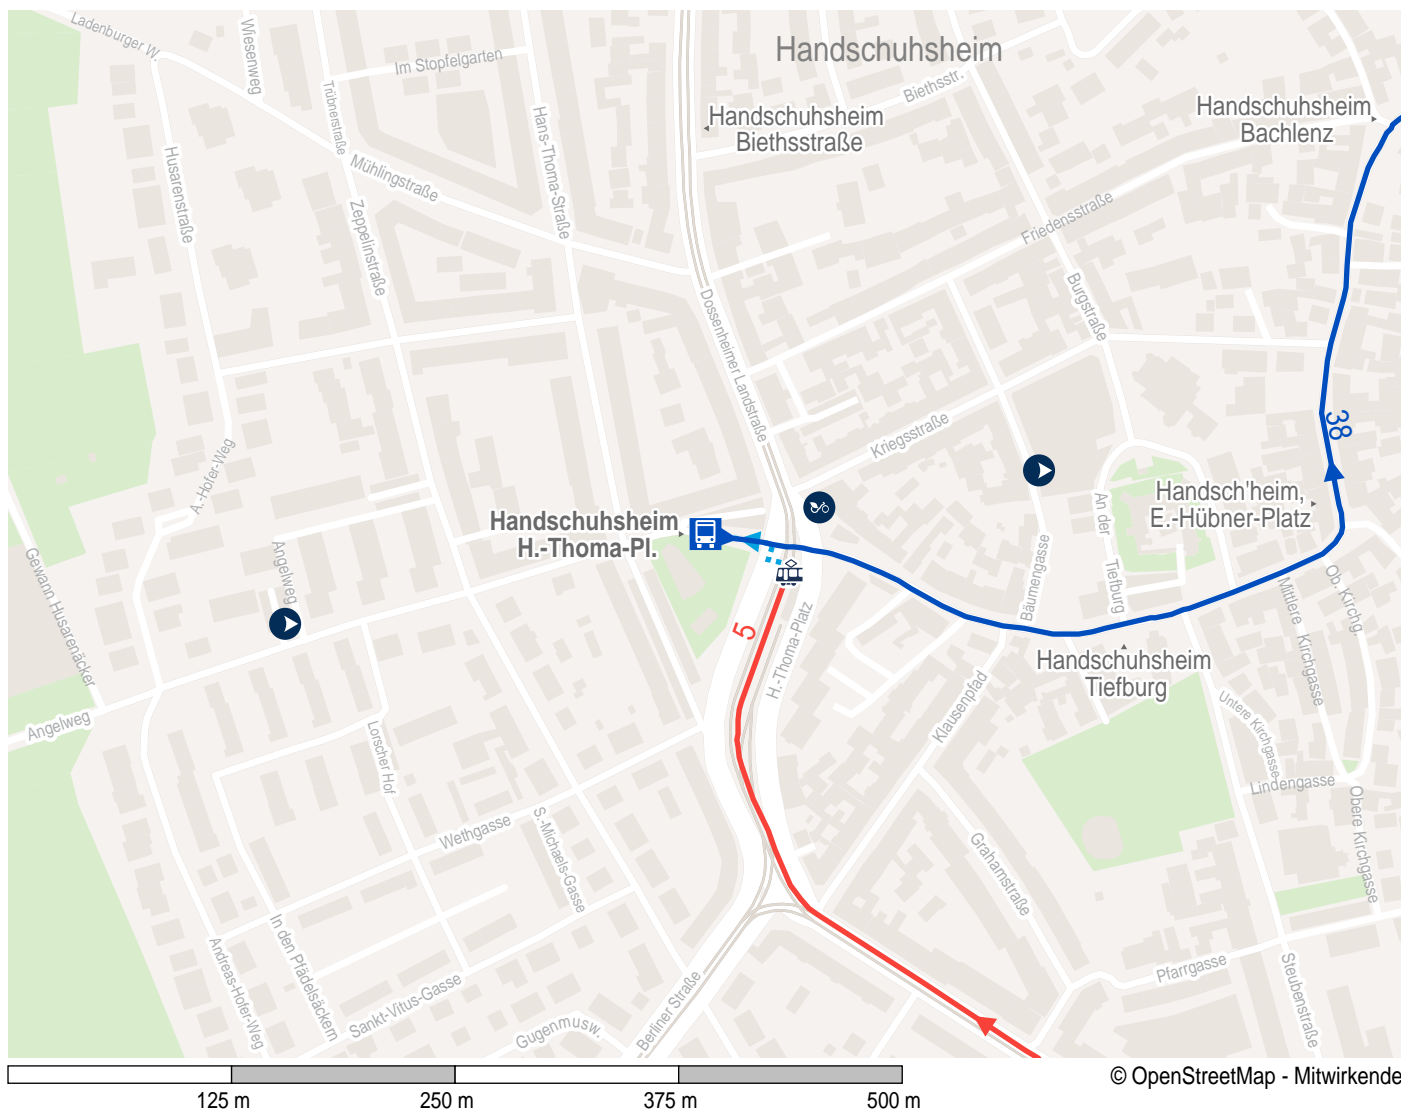 Ladenburger W.
Wiesenweg
Im Stopfelgarten
Trübnerstraße
Hans-Thoma-Straße
Handschuhsheim
Biethsstr.
Handschuhsheim
Biethsstraße
Handschuhsheim
Bachlenz
Husarenstraße
Mühlingstraße
Zeppelinstraße
Friedensstraße
Burgstraße
Dossenheimer Landstraße
Kriegsstraße
38
A.-Hofer-Weg
Handschuhsheim
H.-Thoma-Pl.
Handsch'heim,
E.-Hübner-Platz
An der
Tiefburg
Angelweg
Gewann Husarenäcker
Bäumengasse
Mittlere Kirchgasse
Ob. Kirchg.
5
H.-Thoma-Platz
Handschuhsheim
Tiefburg
Klausenpfad
Untere Kirchgasse
Angelweg
Lorscher Hof
Lindengasse
Obere Kirchgasse
Wethgasse
S.-Michaels-Gasse
Grahamstraße
In den Pfädelsäckern
Andreas-Hofer-Weg
Sankt-Vitus-Gasse
Gugenmusw.
Berliner Straße
Pfarrgasse
Steubenstraße
125 m
250 m
375 m
500 m
© OpenStreetMap - Mitwirkende